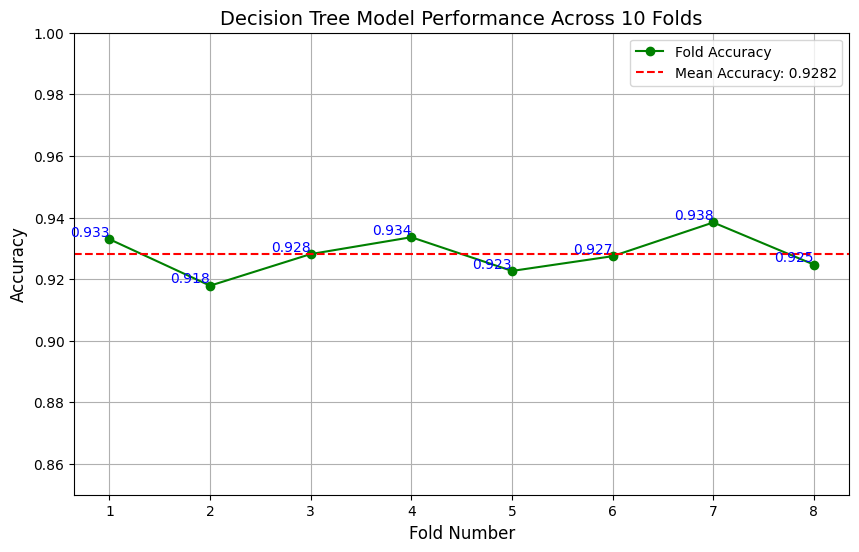 Decision Tree Model Performance Across 10 Folds
Fold Accuracy
Mean Accuracy: 0.9282
Accuracy
1.00
0.98
0.96
0.94
0.92
0.90
0.88
0.86
0.933
0.918
0.928
0.934
0.923
0.927
0.938
0.925
1 2 3 4 5 6 7 8
Fold Number